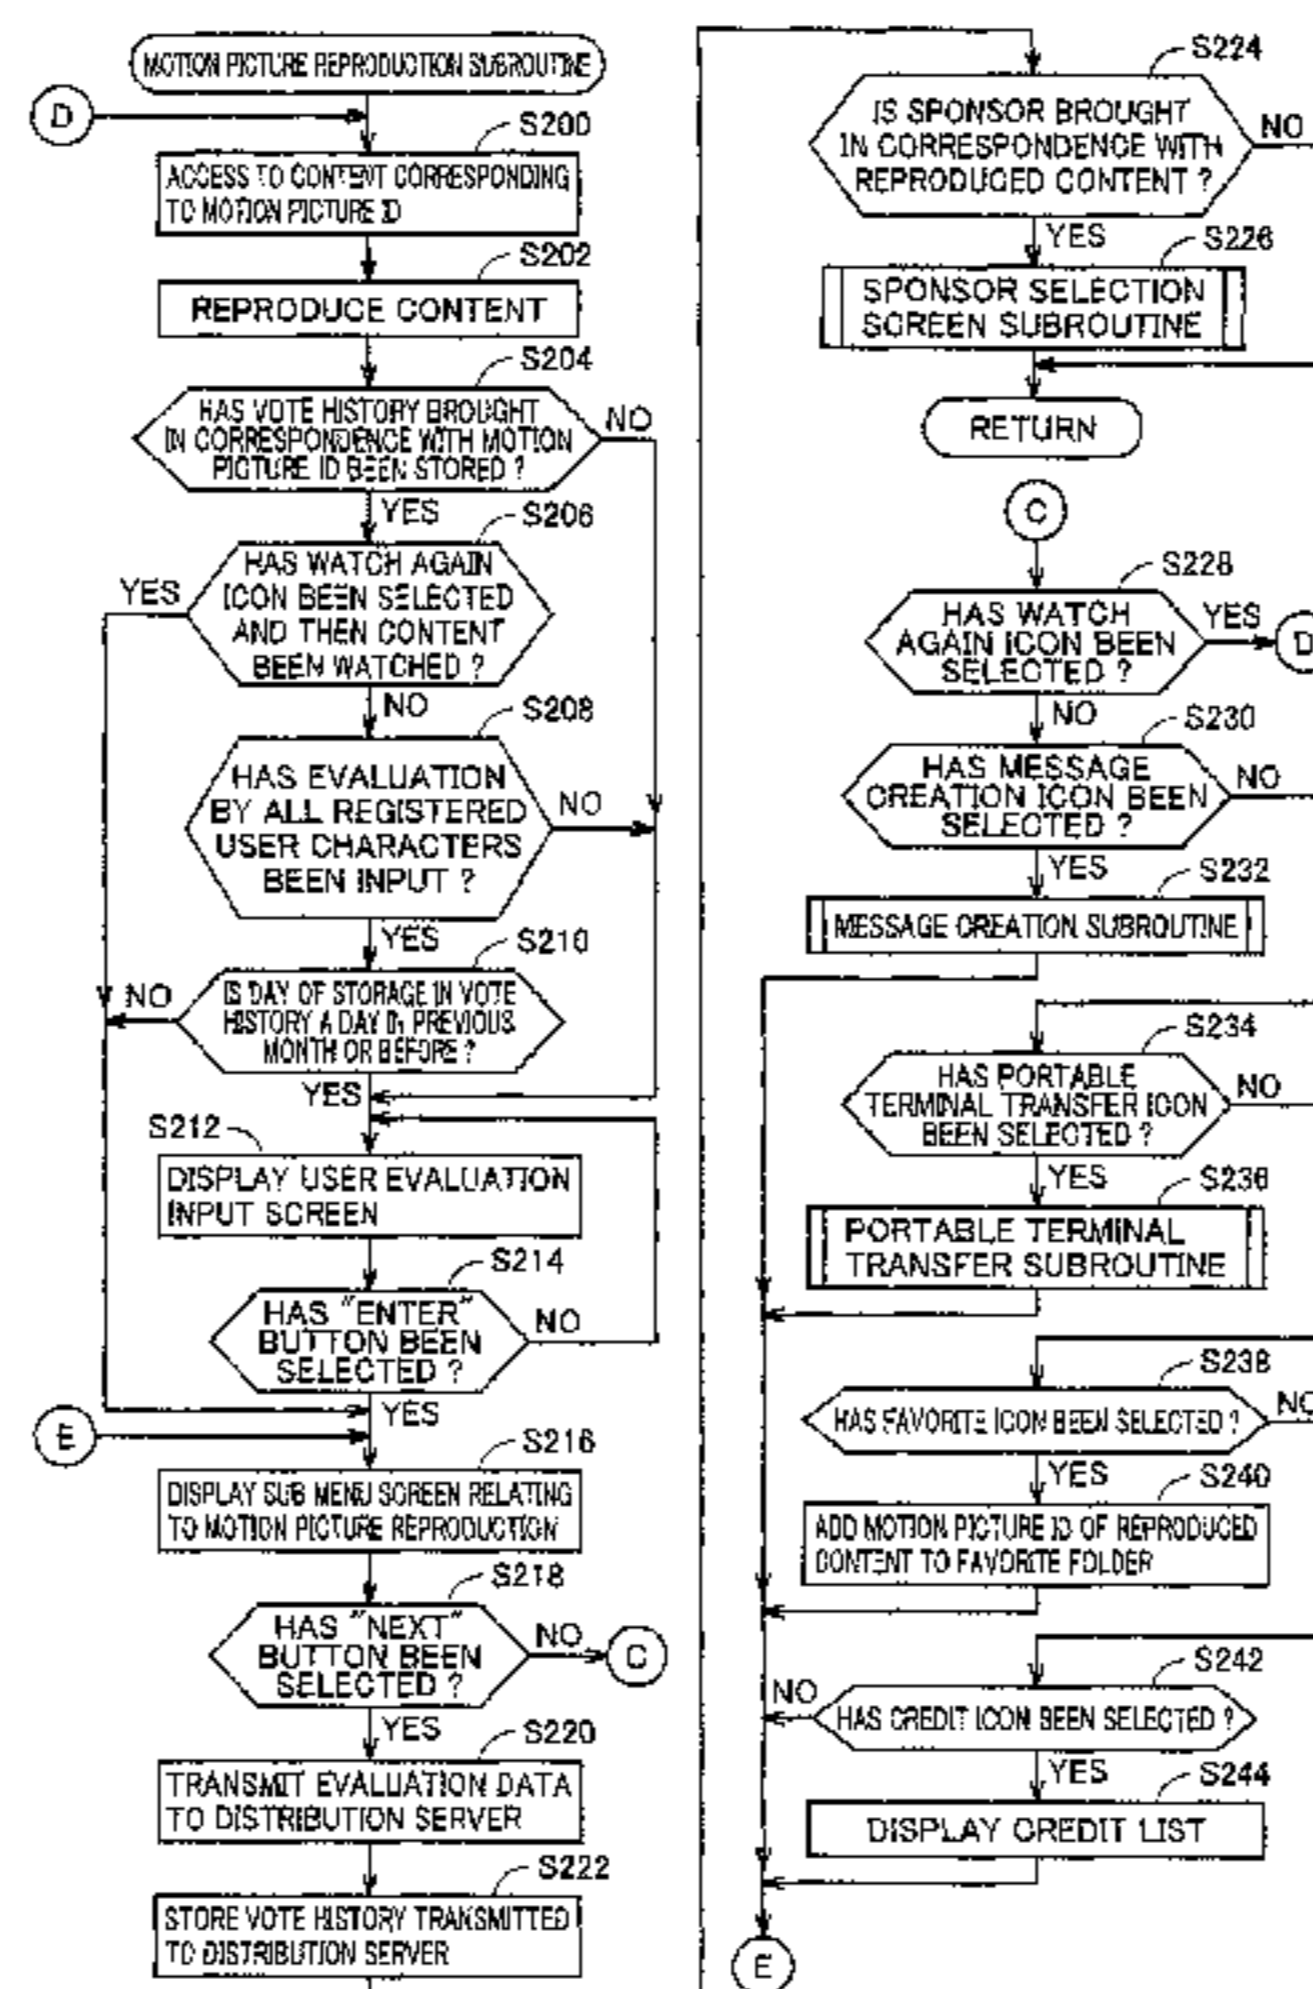 MOTION PICTURE REPRODUCTION SUBROUTINE
D
S200
ACCESS TO CONTENT CORRESPONDING
TO MOTION PICTURE ID
S202
REPRODUCE CONTENT
S204
HAS VOTE HISTORY BROUGHT
IN CORRESPONDENCE WITH MOTION
PICTURE ID BEEN STORED ?
NO
YES
S206
HAS WATCH AGAIN
ICON BEEN SELECTED
AND THEN CONTENT
BEEN WATCHED ?
YES
NO
S208
HAS EVALUATION
BY ALL REGISTERED
USER CHARACTERS
BEEN INPUT ?
NO
YES
S210
IS DAY OF STORAGE IN VOTE
HISTORY A DAY IN PREVIOUS
MONTH OR BEFORE ?
NO
YES
S212
DISPLAY USER EVALUATION
INPUT SCREEN
S214
HAS "ENTER"
BUTTON BEEN
SELECTED ?
NO
YES
E
S216
DISPLAY SUB MENU SCREEN RELATING
TO MOTION PICTURE REPRODUCTION
S218
HAS "NEXT"
BUTTON BEEN
SELECTED ?
NO
C
YES
S220
TRANSMIT EVALUATION DATA
TO DISTRIBUTION SERVER
S222
STORE VOTE HISTORY TRANSMITTED
TO DISTRIBUTION SERVER
S224
IS SPONSOR BROUGHT
IN CORRESPONDENCE WITH
REPRODUCED CONTENT ?
NO
YES
S226
SPONSOR SELECTION
SCREEN SUBROUTINE
RETURN
C
S228
HAS WATCH
AGAIN ICON BEEN
SELECTED ?
YES
D
NO
S230
HAS MESSAGE
CREATION ICON BEEN
SELECTED ?
NO
YES
S232
MESSAGE CREATION SUBROUTINE
S234
HAS PORTABLE
TERMINAL TRANSFER ICON
BEEN SELECTED ?
NO
YES
S236
PORTABLE TERMINAL
TRANSFER SUBROUTINE
S238
HAS FAVORITE ICON BEEN SELECTED ?
NO
YES
S240
ADD MOTION PICTURE ID OF REPRODUCED
CONTENT TO FAVORITE FOLDER
S242
HAS CREDIT ICON BEEN SELECTED ?
NO
YES
S244
DISPLAY CREDIT LIST
E